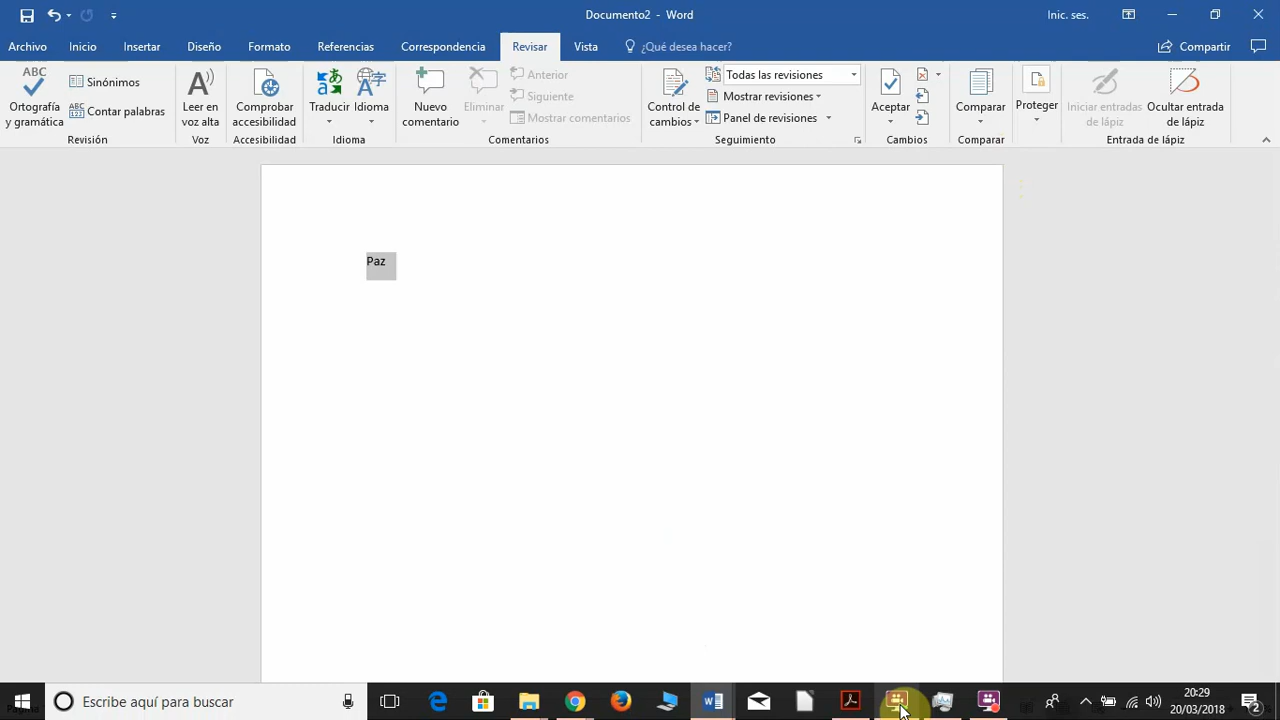 Documento2 - Word
Inic. ses.
Archivo Inicio Insertar Diseño Formato Referencias Correspondencia Revisar Vista ¿Qué desea hacer? Compartir
ABC Ortografía y gramática
Sinónimos
ABC 123 Contar palabras
Revisión
Leer en voz alta
Voz
Comprobar accesibilidad
Accesibilidad
Traducir
Idioma
Idioma
Nuevo comentario
Eliminar
Anterior
Siguiente
Mostrar comentarios
Comentarios
Control de cambios
Todas las revisiones
Mostrar revisiones
Panel de revisiones
Seguimiento
Aceptar
Cambios
Comparar
Comparar
Proteger
Iniciar entradas de lápiz
Ocultar entrada de lápiz
Entrada de lápiz
Paz
Escribe aquí para buscar
20:29
20/03/2018
2